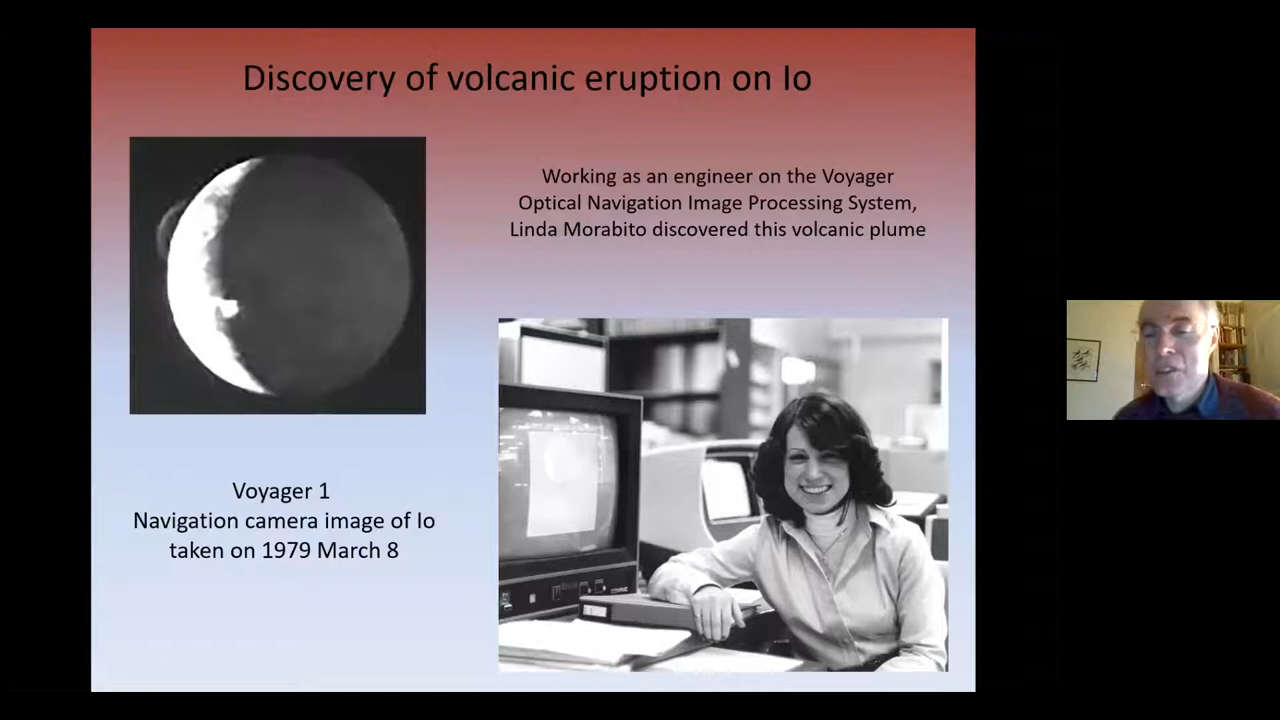 Discovery of volcanic eruption on Io
Working as an engineer on the Voyager
Optical Navigation Image Processing System,
Linda Morabito discovered this volcanic plume
Voyager 1
Navigation camera image of Io
taken on 1979 March 8